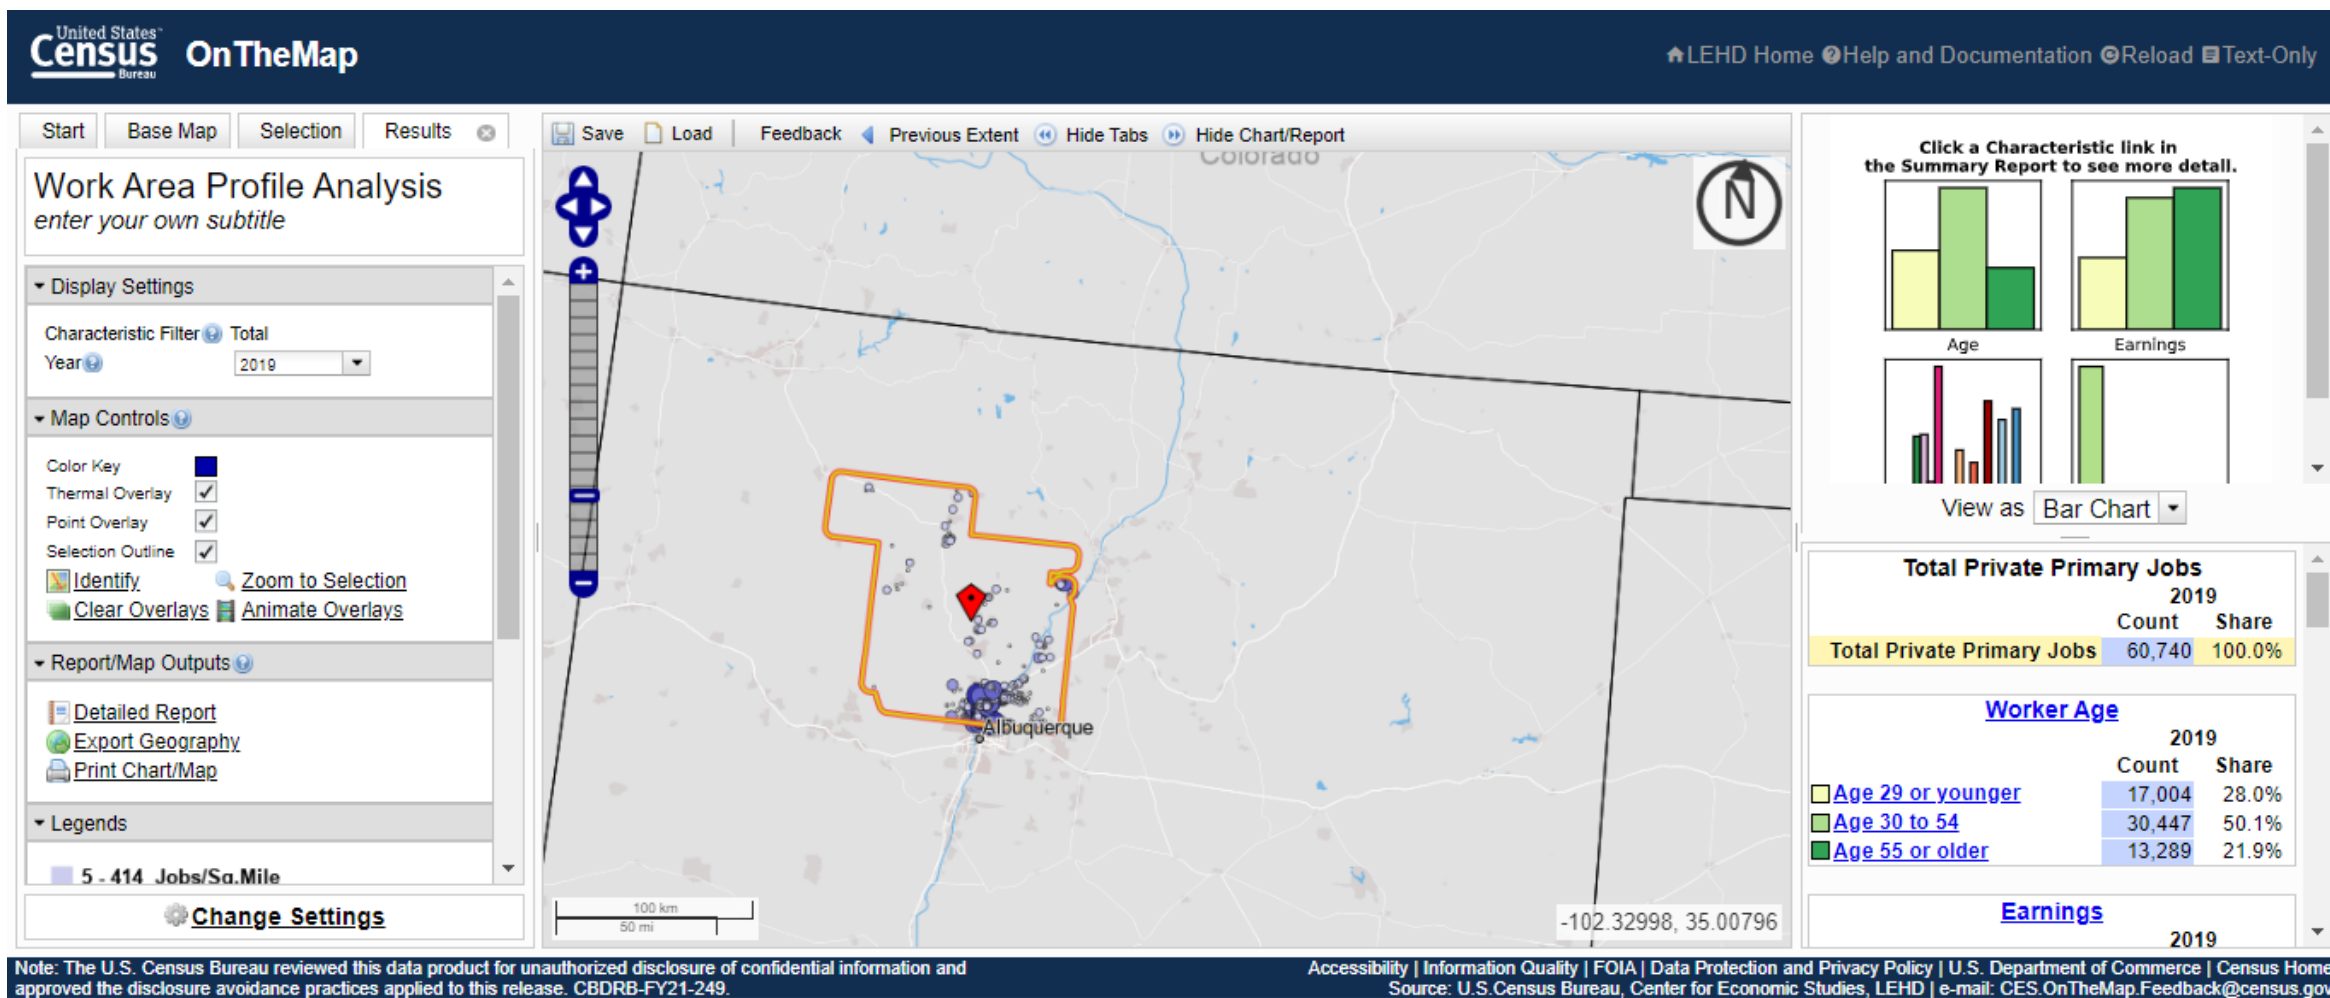 United States™
Census
Bureau
OnTheMap
LEHD Home Help and Documentation Reload Text-Only
Start Base Map Selection Results
Save Load Feedback Previous Extent Hide Tabs Hide Chart/Report
Work Area Profile Analysis
enter your own subtitle
Display Settings
Characteristic Filter Total
Year 2019
Map Controls
Color Key
Thermal Overlay
Point Overlay
Selection Outline
Identify Zoom to Selection
Clear Overlays Animate Overlays
Report/Map Outputs
Detailed Report
Export Geography
Print Chart/Map
Legends
5 - 414 Jobs/Sq.Mile
Change Settings
Colorado
N
Albuquerque
100 km
50 mi
-102.32998, 35.00796
Click a Characteristic link in
the Summary Report to see more detail.
Age Earnings
View as Bar Chart
Total Private Primary Jobs
2019
Count Share
Total Private Primary Jobs 60,740 100.0%
Worker Age
2019
Count Share
Age 29 or younger 17,004 28.0%
Age 30 to 54 30,447 50.1%
Age 55 or older 13,289 21.9%
Earnings
2019
Note: The U.S. Census Bureau reviewed this data product for unauthorized disclosure of confidential information and
approved the disclosure avoidance practices applied to this release. CBDRB-FY21-249.
Accessibility | Information Quality | FOIA | Data Protection and Privacy Policy | U.S. Department of Commerce | Census Home
Source: U.S.Census Bureau, Center for Economic Studies, LEHD | e-mail: CES.OnTheMap.Feedback@census.gov